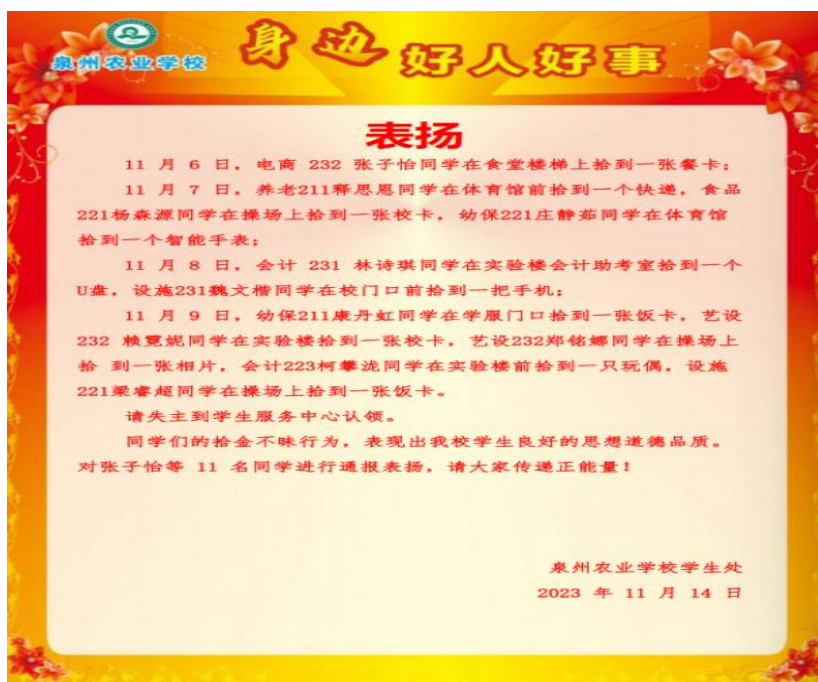 泉州农业学校
身边好人好事
表扬
11 月 6 日，电商 232 张子怡同学在食堂楼梯上拾到一张餐卡；
11 月 7 日，养老211释思恩同学在体育馆前拾到一个快递，食品
221杨森源同学在操场上拾到一张校卡，幼保221庄静茹同学在体育馆
拾到一个智能手表；
11 月 8 日，会计 231 林诗琪同学在实验楼会计助考室拾到一个
U盘，设施231魏文楷同学在校门口前拾到一把手机；
11 月 9 日，幼保211康丹虹同学在学服门口拾到一张饭卡，艺设
232 赖霓妮同学在实验楼拾到一张校卡，艺设232郑铭娜同学在操场上
拾 到一张相片，会计223柯攀泷同学在实验楼前拾到一只玩偶，设施
221梁睿超同学在操场上拾到一张饭卡。
请失主到学生服务中心认领。
同学们的拾金不昧行为，表现出我校学生良好的思想道德品质。
对张子怡等 11 名同学进行通报表扬，请大家传递正能量！
泉州农业学校学生处
2023 年 11 月 14 日